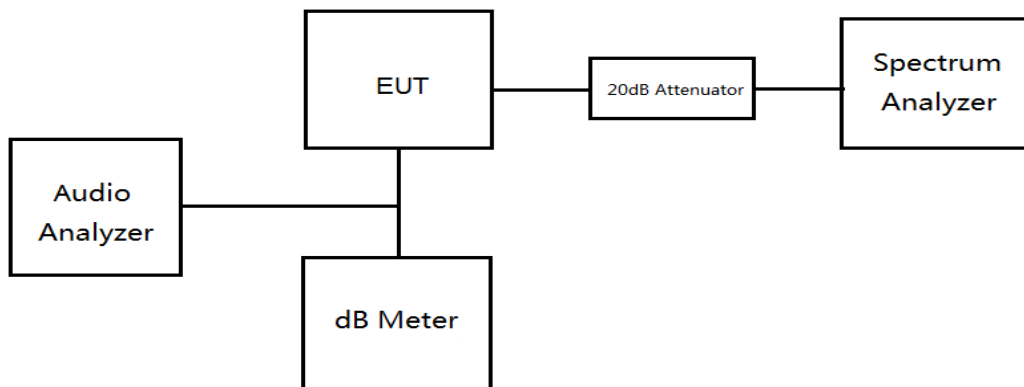 EUT
20dB Attenuator
Spectrum
Analyzer
Audio
Analyzer
dB Meter